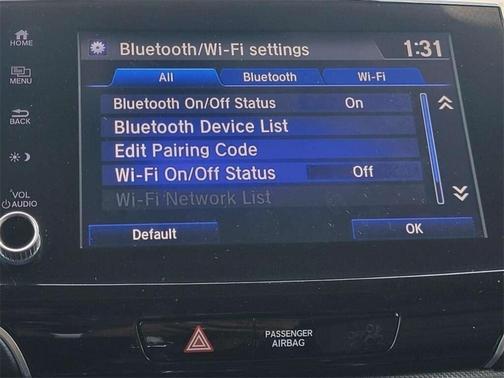 HOME
MENU
BACK
VOL
AUDIO
Bluetooth/Wi-Fi settings
1:31
All
Bluetooth
Wi-Fi
Bluetooth On/Off Status
On
Bluetooth Device List
Edit Pairing Code
Wi-Fi On/Off Status
Off
Wi-Fi Network List
Default
OK
PASSENGER
AIRBAG